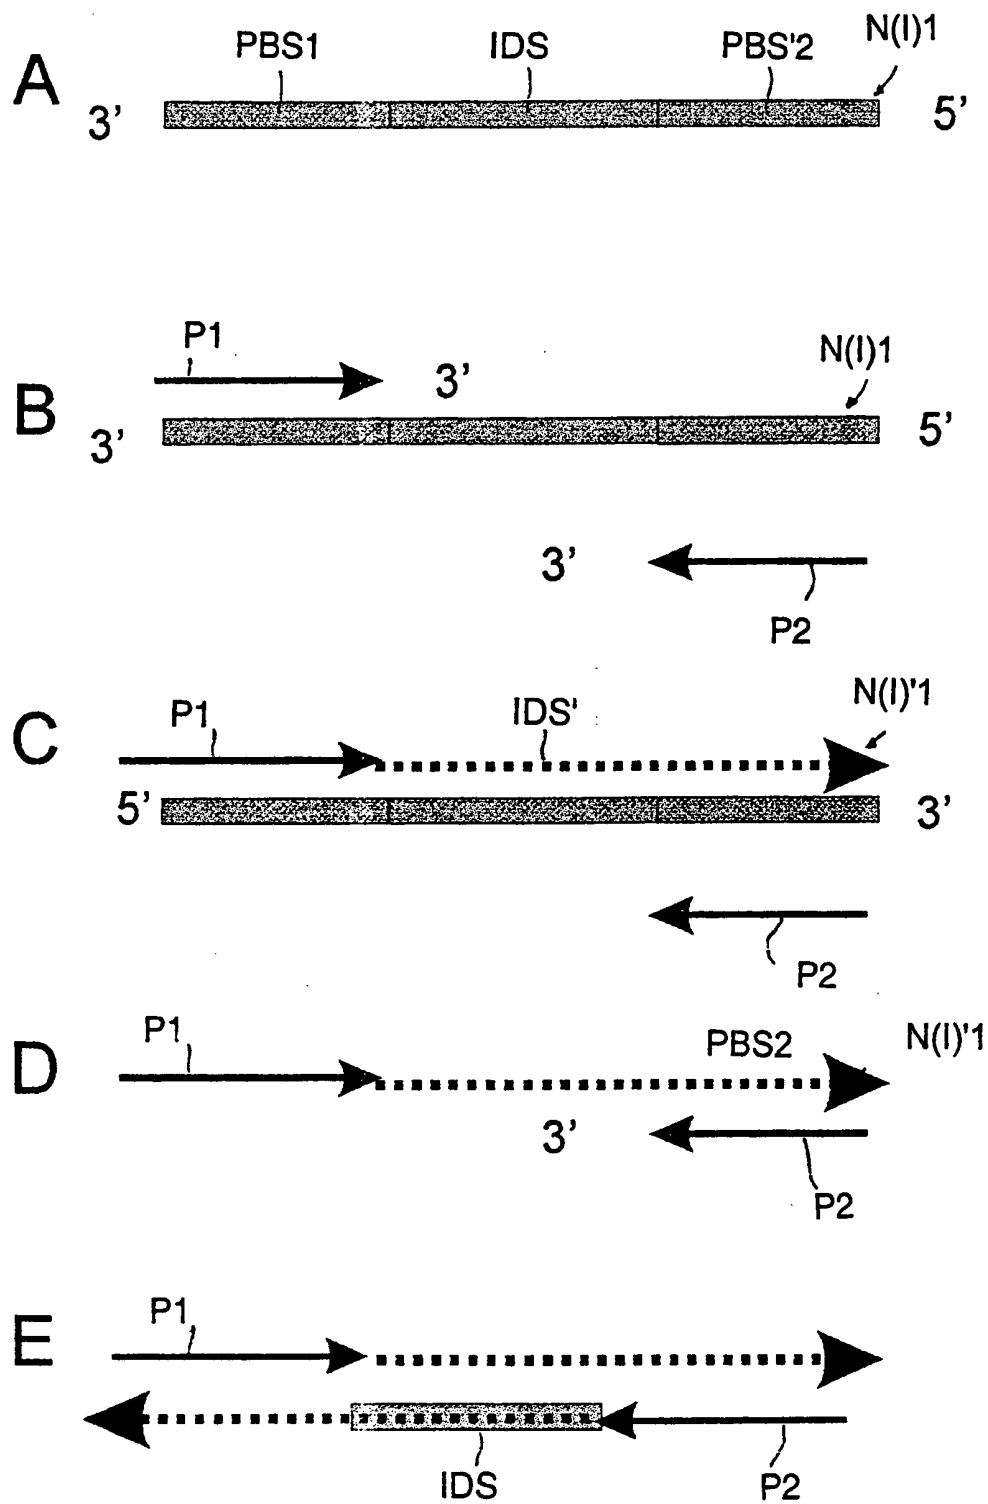 PBS1 IDS PBS'2 N(I)1
A 3' 5'
P1 N(I)1
B 3'
3' 5'
3'
P2
C P1 IDS' N(I)'1
5' 3'
P2
D P1 PBS2 N(I)'1
3'
P2
E P1
IDS P2